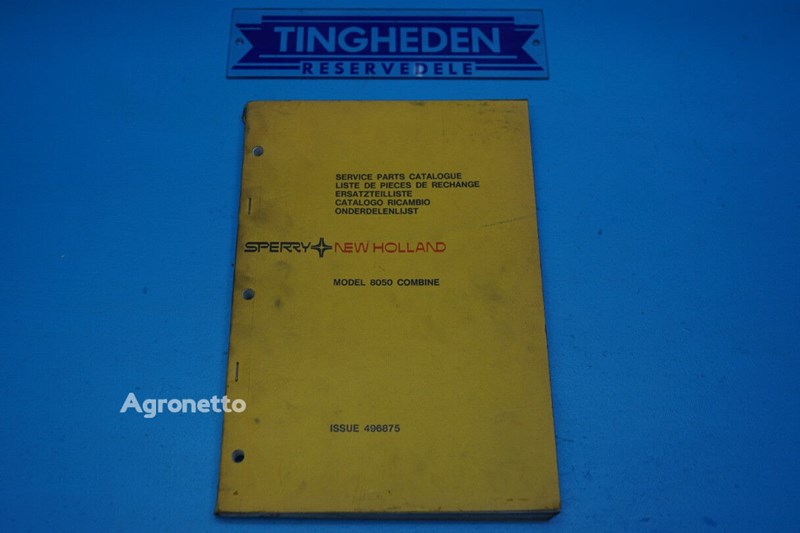 TINGHEDEN
RESERVEDELE
SERVICE PARTS CATALOGUE
LISTE DE PIECES DE RECHANGE
ERSATZTEILLISTE
CATALOGO RICAMBIO
ONDERDELENLIJST
SPERRY NEW HOLLAND
MODEL 8050 COMBINE
Agronetto
ISSUE 496875